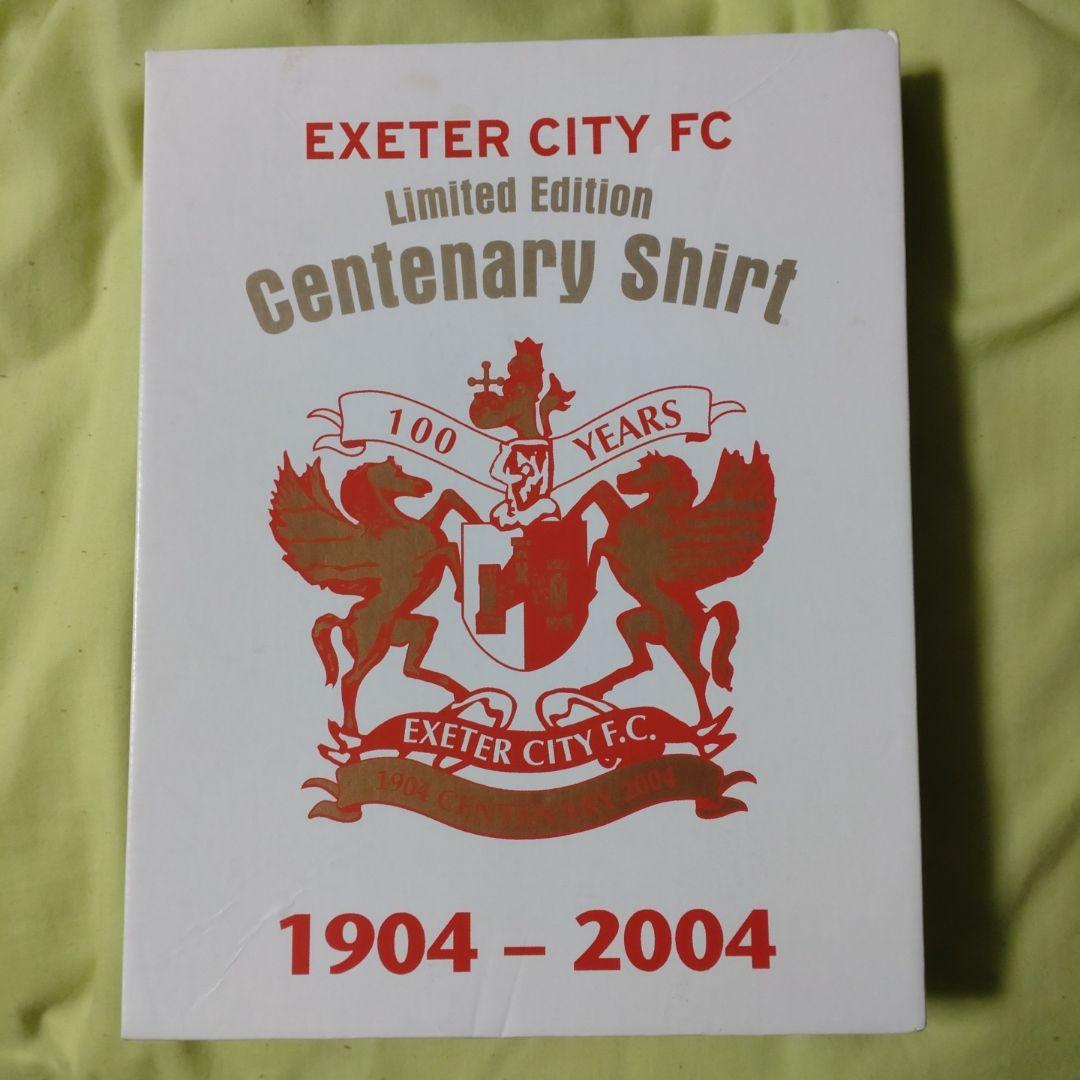 EXETER CITY FC
Limited Edition
Centenary Shirt
100 YEARS
EXETER CITY F.C.
1904 CENTENARY 2004
1904 – 2004